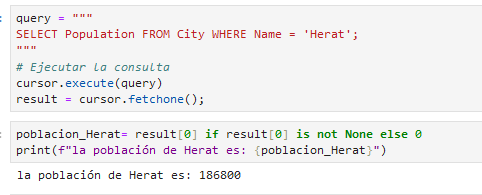 query = """
SELECT Population FROM City WHERE Name = 'Herat';
"""
# Ejecutar la consulta
cursor.execute(query)
result = cursor.fetchone();
poblacion_Herat= result[0] if result[0] is not None else 0
print(f"la población de Herat es: {poblacion_Herat}")
la población de Herat es: 186800